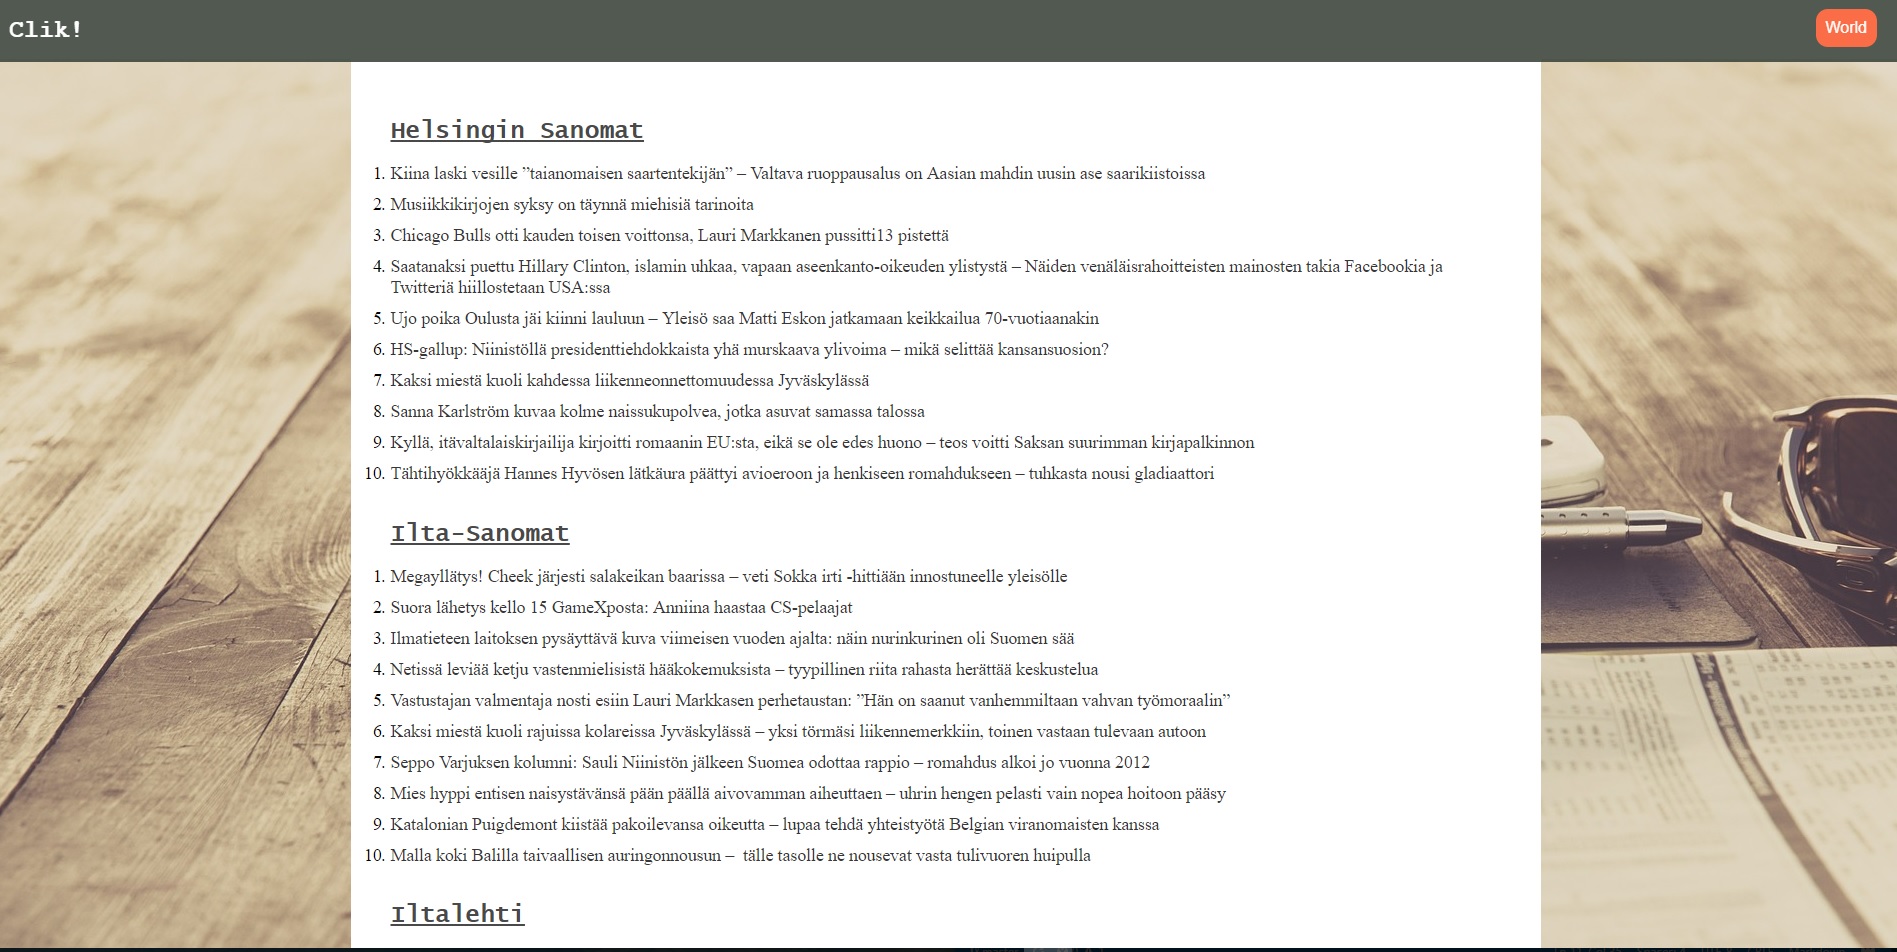 Clik!
World
Helsingin Sanomat
1. Kiina laski vesille ”taianomaisen saartentekijän” – Valtava ruoppausalus on Aasian mahdin uusin ase saarikiistoissa
2. Musiikkikirjojen syksy on täynnä miehisiä tarinoita
3. Chicago Bulls otti kauden toisen voittonsa, Lauri Markkanen pussitti13 pistettä
4. Saatanaksi puettu Hillary Clinton, islamin uhkaa, vapaan aseenkanto-oikeuden ylistystä – Näiden venäläisrahoitteisten mainosten takia Facebookia ja
Twitteriä hiillostetaan USA:ssa
5. Ujo poika Oulusta jäi kiinni lauluun – Yleisö saa Matti Eskon jatkamaan keikkailua 70-vuotiaanakin
6. HS-gallup: Niinistöllä presidenttiehdokkaista yhä murskaava ylivoima – mikä selittää kansansuosion?
7. Kaksi miestä kuoli kahdessa liikenneonnettomuudessa Jyväskylässä
8. Sanna Karlström kuvaa kolme naissukupolvea, jotka asuvat samassa talossa
9. Kyllä, itävaltalaiskirjailija kirjoitti romaanin EU:sta, eikä se ole edes huono – teos voitti Saksan suurimman kirjapalkinnon
10. Tähtihyökkääjä Hannes Hyvösen lätkäura päättyi avioeroon ja henkiseen romahdukseen – tuhkasta nousi gladiaattori
Ilta-Sanomat
1. Megayllätys! Cheek järjesti salakeikan baarissa – veti Sokka irti -hittiään innostuneelle yleisölle
2. Suora lähetys kello 15 GameXposta: Anniina haastaa CS-pelaajat
3. Ilmatieteen laitoksen pysäyttävä kuva viimeisen vuoden ajalta: näin nurinkurinen oli Suomen sää
4. Netissä leviää ketju vastenmielisistä hääkokemuksista – tyypillinen riita rahasta herättää keskustelua
5. Vastustajan valmentaja nosti esiin Lauri Markkasen perhetaustan: ”Hän on saanut vanhemmiltaan vahvan työmoraalin”
6. Kaksi miestä kuoli rajuissa kolareissa Jyväskylässä – yksi törmäsi liikennemerkkiin, toinen vastaan tulevaan autoon
7. Seppo Varjuksen kolumni: Sauli Niinistön jälkeen Suomea odottaa rappio – romahdus alkoi jo vuonna 2012
8. Mies hyppi entisen naisystävänsä pään päällä aivovamman aiheuttaen – uhrin hengen pelasti vain nopea hoitoon pääsy
9. Katalonian Puigdemont kiistää pakoilevansa oikeutta – lupaa tehdä yhteistyötä Belgian viranomaisten kanssa
10. Malla koki Balilla taivaallisen auringonnousun –  tälle tasolle ne nousevat vasta tulivuoren huipulla
Iltalehti